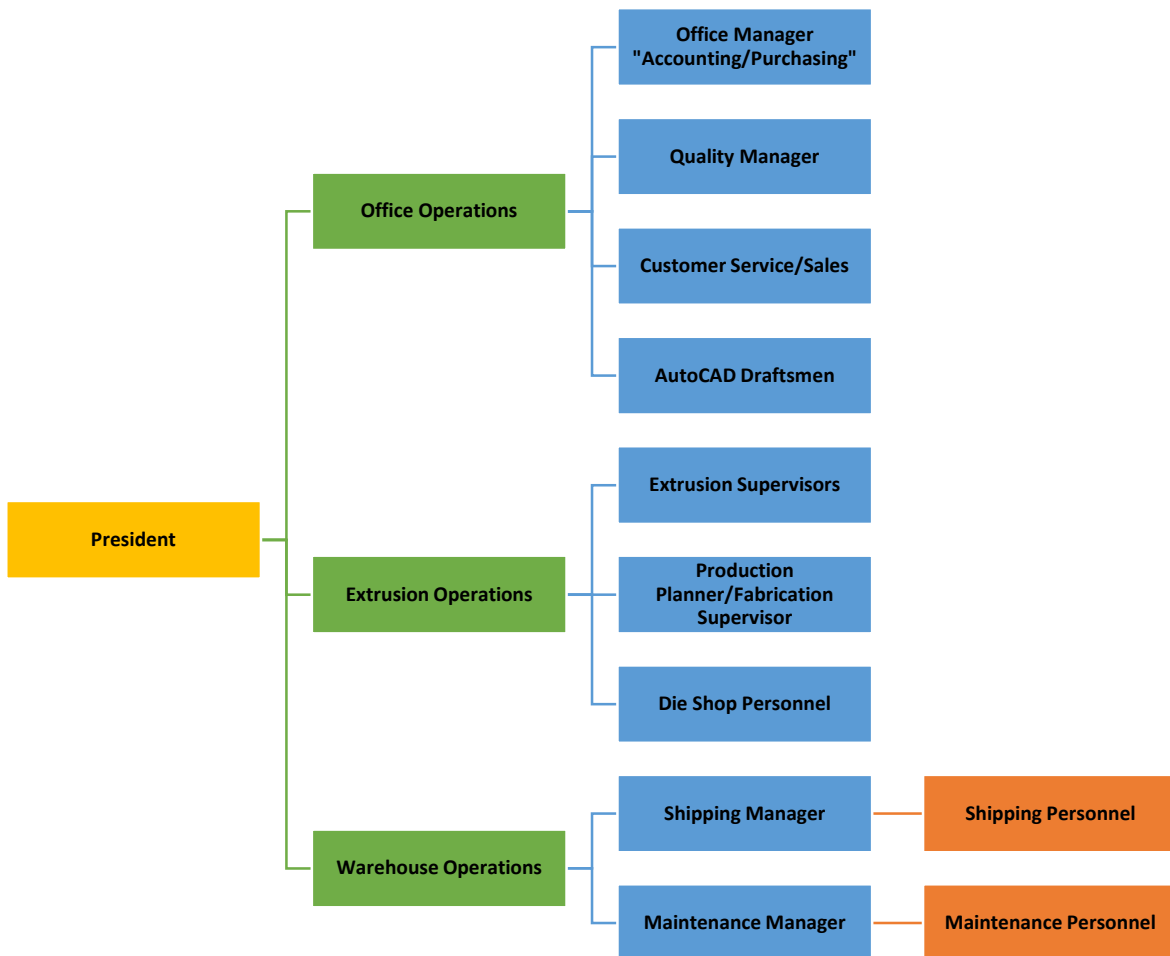 Office Manager
"Accounting/Purchasing"
Quality Manager
Office Operations
Customer Service/Sales
AutoCAD Draftsmen
Extrusion Supervisors
President
Extrusion Operations
Production
Planner/Fabrication
Supervisor
Die Shop Personnel
Shipping Manager
Shipping Personnel
Warehouse Operations
Maintenance Manager
Maintenance Personnel